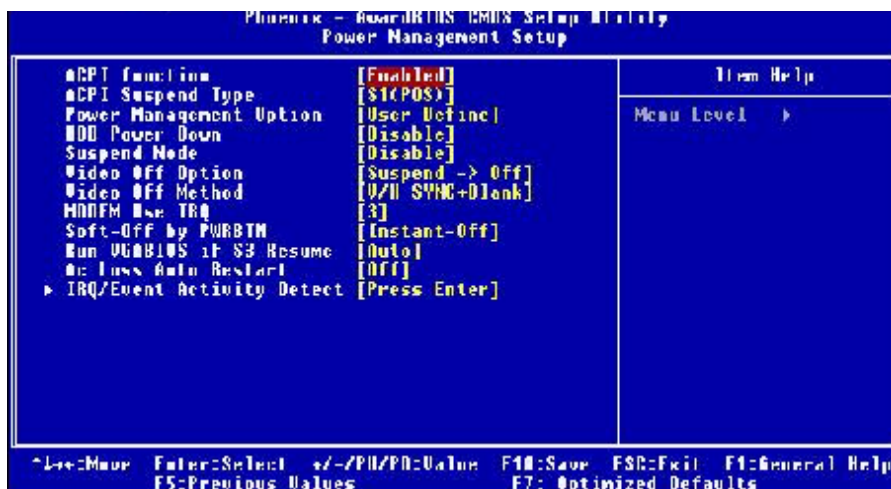 Phoenix - AwardBIOS CMOS Setup Utility
Power Management Setup
ACPI function [Enabled]
ACPI Suspend Type [S1(POS)]
Power Management Option [User Define]
HDD Power Down [Disable]
Suspend Mode [Disable]
Video Off Option [Suspend -> Off]
Video Off Method [V/H SYNC+Blank]
MODEM Use IRQ [3]
Soft-Off by PWRBTN [Instant-Off]
Run VGABIOS if S3 Resume [Auto]
Ac Loss Auto Restart [Off]
IRQ/Event Activity Detect [Press Enter]
Item Help
Menu Level
:Move Enter:Select +/-/PU/PD:Value F10:Save ESC:Exit F1:General Help
F5:Previous Values F7: Optimized Defaults